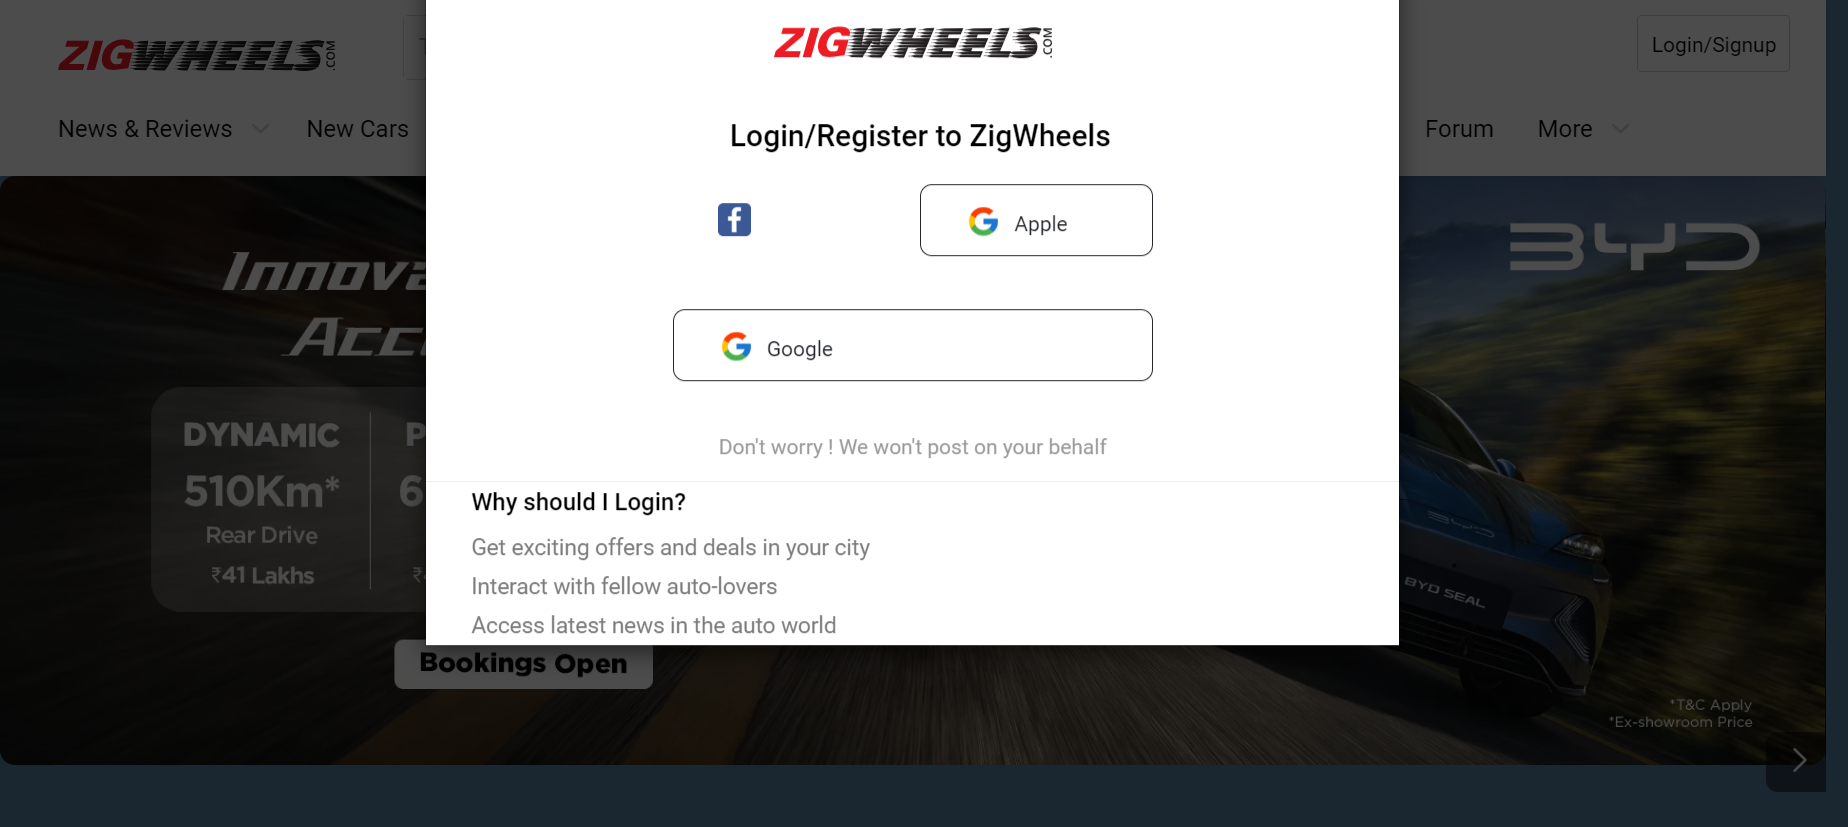 ZIGWHEELS.COM
ZIGWHEELS.COM
Login/Signup
News & Reviews
New Cars
Forum
More
Login/Register to ZigWheels
Apple
Google
Don't worry ! We won't post on your behalf
Why should I Login?
Get exciting offers and deals in your city
Interact with fellow auto-lovers
Access latest news in the auto world
BYD
DYNAMIC
510Km*
Rear Drive
₹41 Lakhs
Bookings Open
BYD
BYD SEAL
*T&C Apply
*Ex-showroom Price